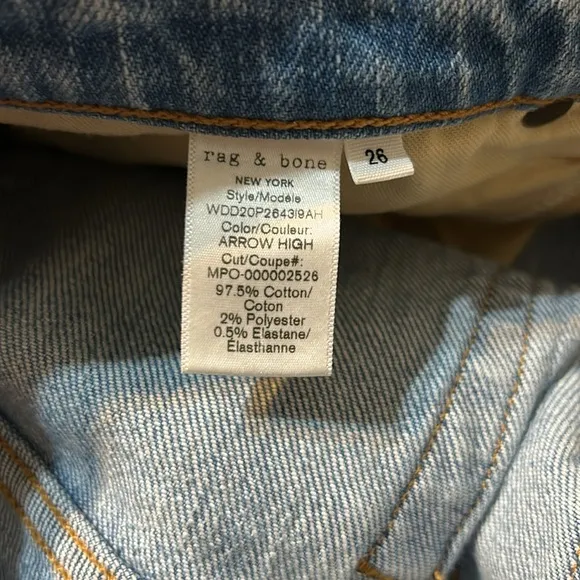 rag & bone
26
NEW YORK
Style/Modèle
WDD20P2643I9AH
Color/Couleur:
ARROW HIGH
Cut/Coupe#:
MPO-000002526
97.5% Cotton/
Coton
2% Polyester
0.5% Elastane/
Élasthanne